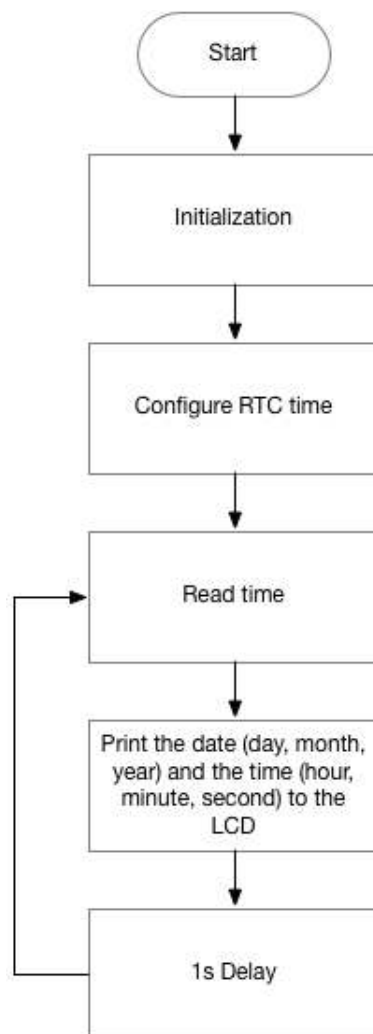 Start
Initialization
Configure RTC time
Read time
Print the date (day, month,
year) and the time (hour,
minute, second) to the
LCD
1s Delay